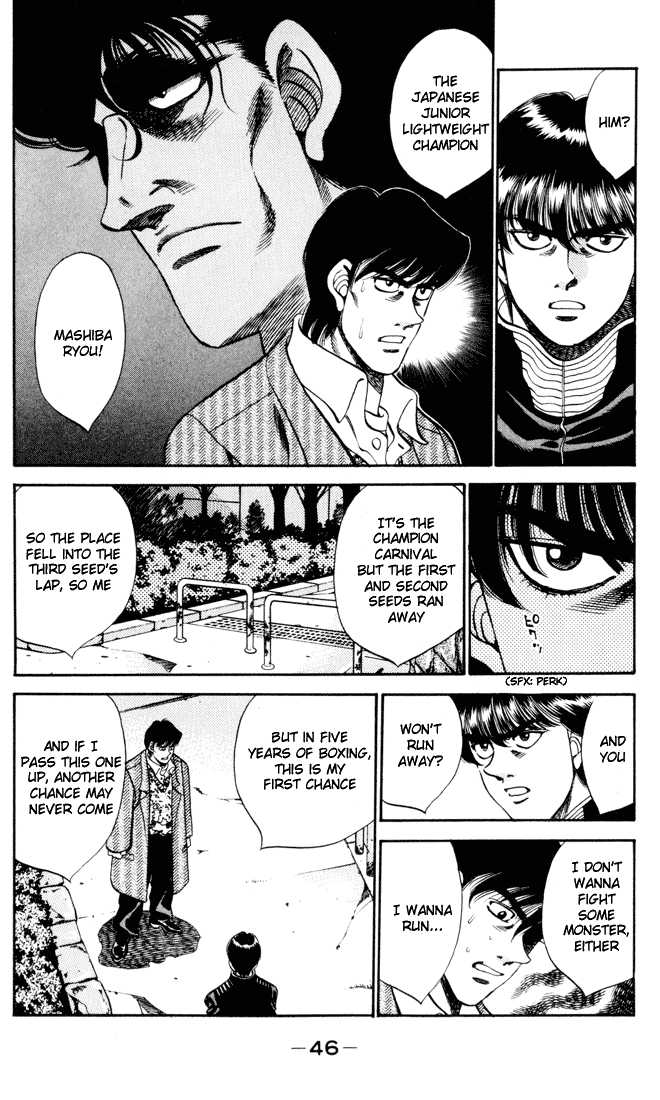 HIM?
THE
JAPANESE
JUNIOR
LIGHTWEIGHT
CHAMPION
MASHIBA
RYOU!
ピクッ
(SFX: PERK)
IT'S THE
CHAMPION
CARNIVAL
BUT THE FIRST
AND SECOND
SEEDS RAN
AWAY
SO THE PLACE
FELL INTO THE
THIRD SEED'S
LAP, SO ME
AND
YOU
WON'T
RUN
AWAY?
BUT IN FIVE
YEARS OF BOXING,
THIS IS MY
FIRST CHANCE
AND IF I
PASS THIS ONE
UP, ANOTHER
CHANCE MAY
NEVER COME
I DON'T
WANNA
FIGHT
SOME
MONSTER,
EITHER
I WANNA
RUN...
—46—